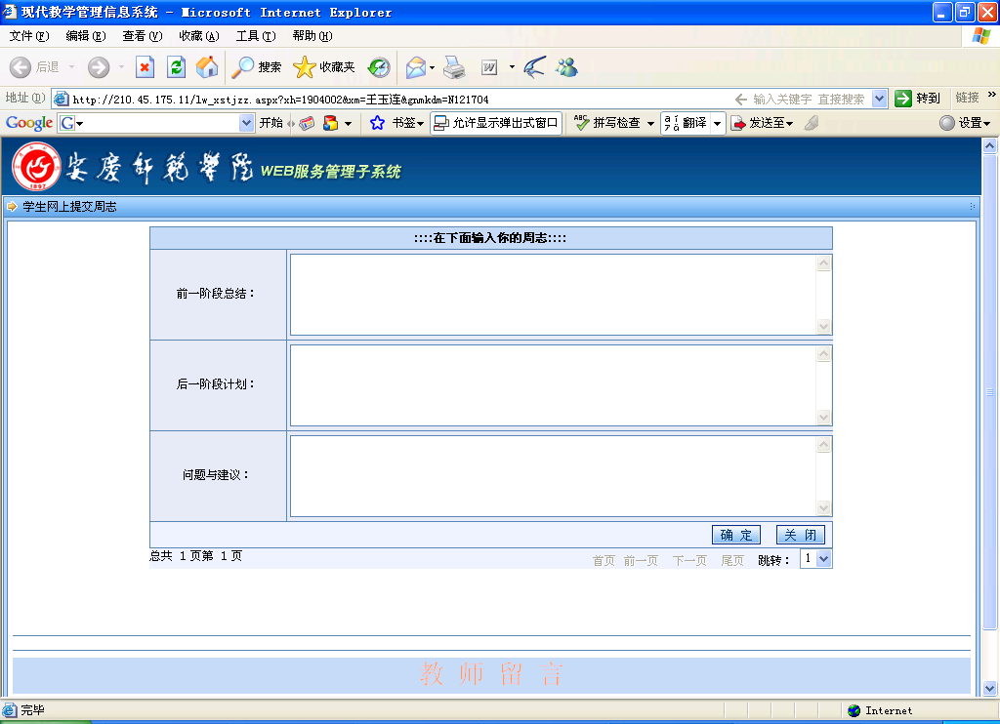 现代教学管理信息系统 - Microsoft Internet Explorer
文件(F) 编辑(E) 查看(V) 收藏(A) 工具(T) 帮助(H)
后退 搜索 收藏夹
地址(D) http://210.45.175.11/lw_xstjzz.aspx?xh=1904002&xm=王玉连&gnmkdm=N121704 输入关键字 直接搜索 转到 链接 »
Google G 开始 书签 允许显示弹出式窗口 拼写检查 翻译 发送至 设置
1897 安慶師範學院 WEB服务管理子系统
学生网上提交周志
::::在下面输入你的周志::::
前一阶段总结：
后一阶段计划：
问题与建议：
确 定 关 闭
总共 1 页第 1 页 首页 前一页 下一页 尾页 跳转： 1
教 师 留 言
完毕 Internet